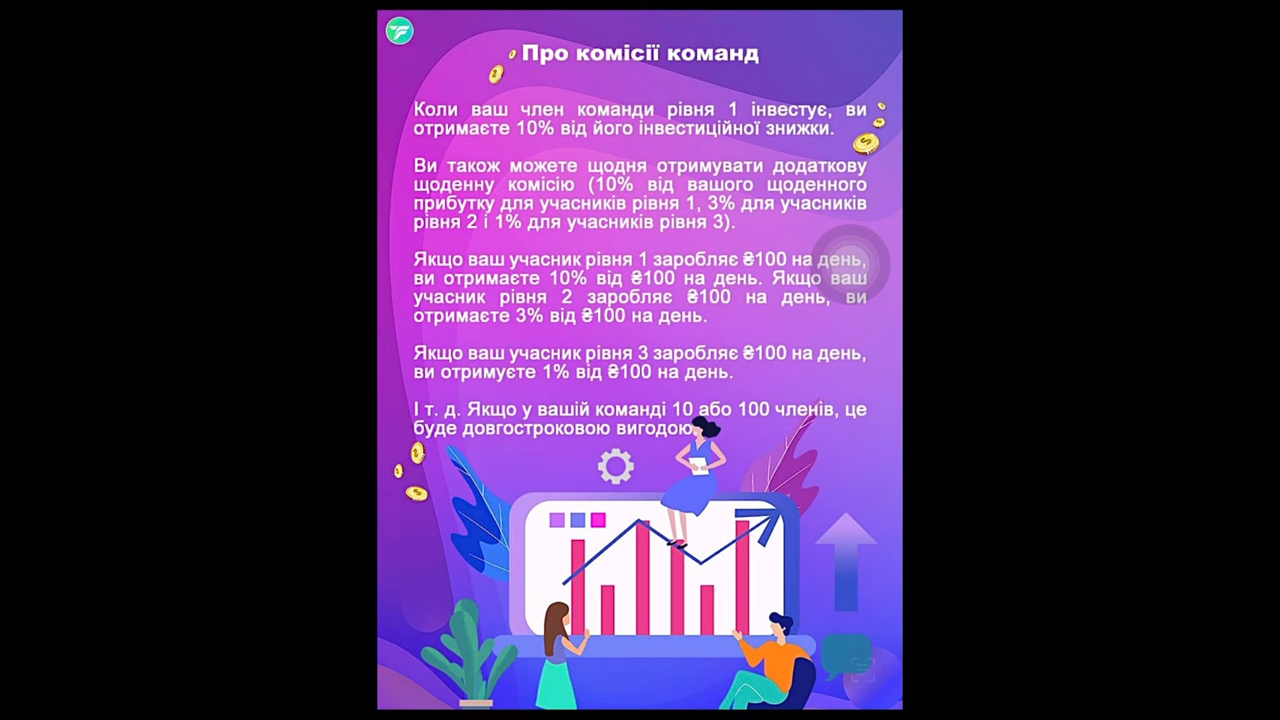 Про комісії команд
Коли ваш член команди рівня 1 інвестує, ви
отримаєте 10% від його інвестиційної знижки.
Ви також можете щодня отримувати додаткову
щоденну комісію (10% від вашого щоденного
прибутку для учасників рівня 1, 3% для учасників
рівня 2 і 1% для учасників рівня 3).
Якщо ваш учасник рівня 1 заробляє ₴100 на день,
ви отримаєте 10% від ₴100 на день. Якщо ваш
учасник рівня 2 заробляє ₴100 на день, ви
отримаєте 3% від ₴100 на день.
Якщо ваш учасник рівня 3 заробляє ₴100 на день,
ви отримуєте 1% від ₴100 на день.
І т. д. Якщо у вашій команді 10 або 100 членів, це
буде довгостроковою вигодою